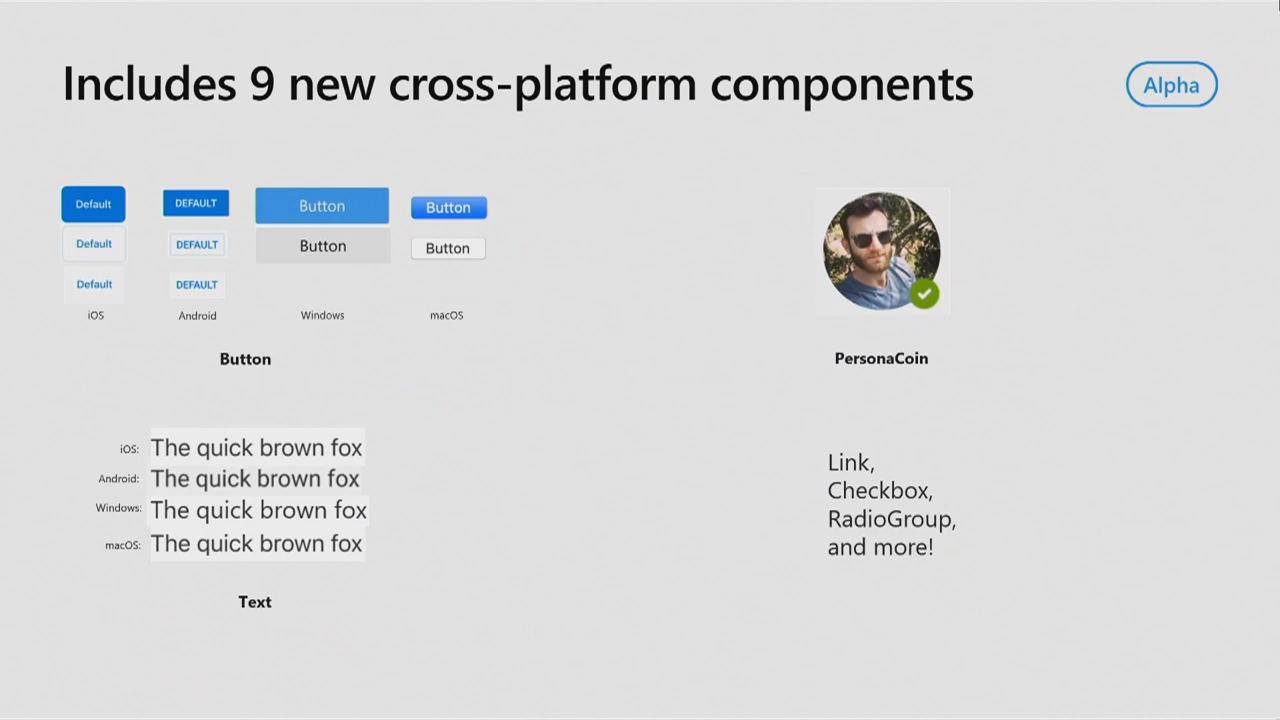 Includes 9 new cross-platform components
Alpha
Default DEFAULT Button Button
Default DEFAULT Button Button
Default DEFAULT
iOS Android Windows macOS
Button
PersonaCoin
iOS: The quick brown fox
Android: The quick brown fox
Windows: The quick brown fox
macOS: The quick brown fox
Text
Link,
Checkbox,
RadioGroup,
and more!